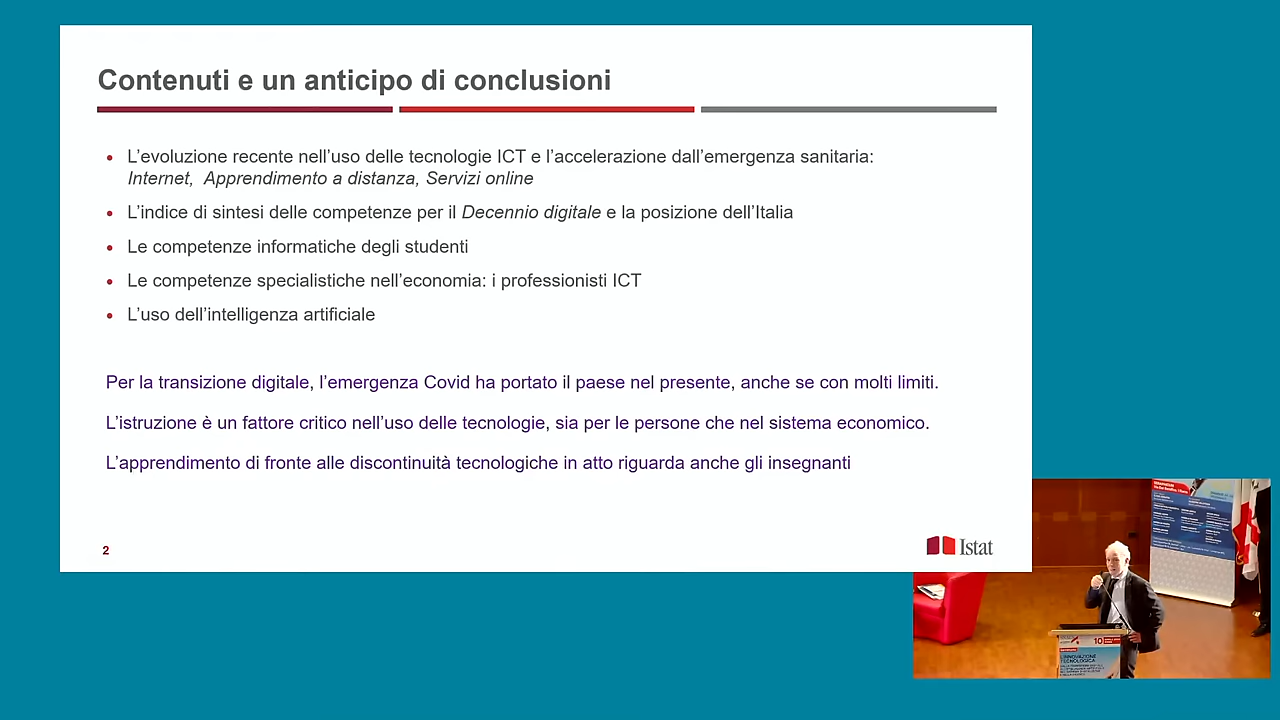 Contenuti e un anticipo di conclusioni
• L’evoluzione recente nell’uso delle tecnologie ICT e l’accelerazione dall’emergenza sanitaria:
Internet, Apprendimento a distanza, Servizi online
• L’indice di sintesi delle competenze per il Decennio digitale e la posizione dell’Italia
• Le competenze informatiche degli studenti
• Le competenze specialistiche nell’economia: i professionisti ICT
• L’uso dell’intelligenza artificiale
Per la transizione digitale, l’emergenza Covid ha portato il paese nel presente, anche se con molti limiti.
L’istruzione è un fattore critico nell’uso delle tecnologie, sia per le persone che nel sistema economico.
L’apprendimento di fronte alle discontinuità tecnologiche in atto riguarda anche gli insegnanti
2
Istat
10
L'INNOVAZIONE
TECNOLOGICA